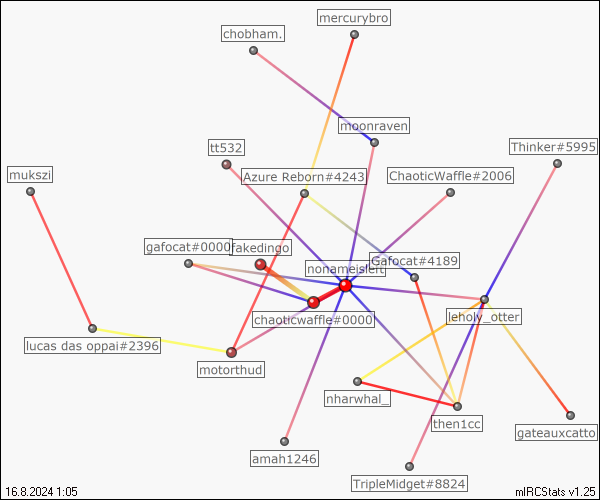 mercurybro
chobham.
moonraven
tt532
Thinker#5995
mukszi
Azure Reborn#4243
ChaoticWaffle#2006
gafocat#0000
fakedingo
Gafocat#4189
chaoticwaffle#0000
leholy_otter
lucas das oppai#2396
motorthud
nharwhal_
then1cc
gateauxcatto
amah1246
TripleMidget#8824
16.8.2024 1:05
mIRCStats v1.25